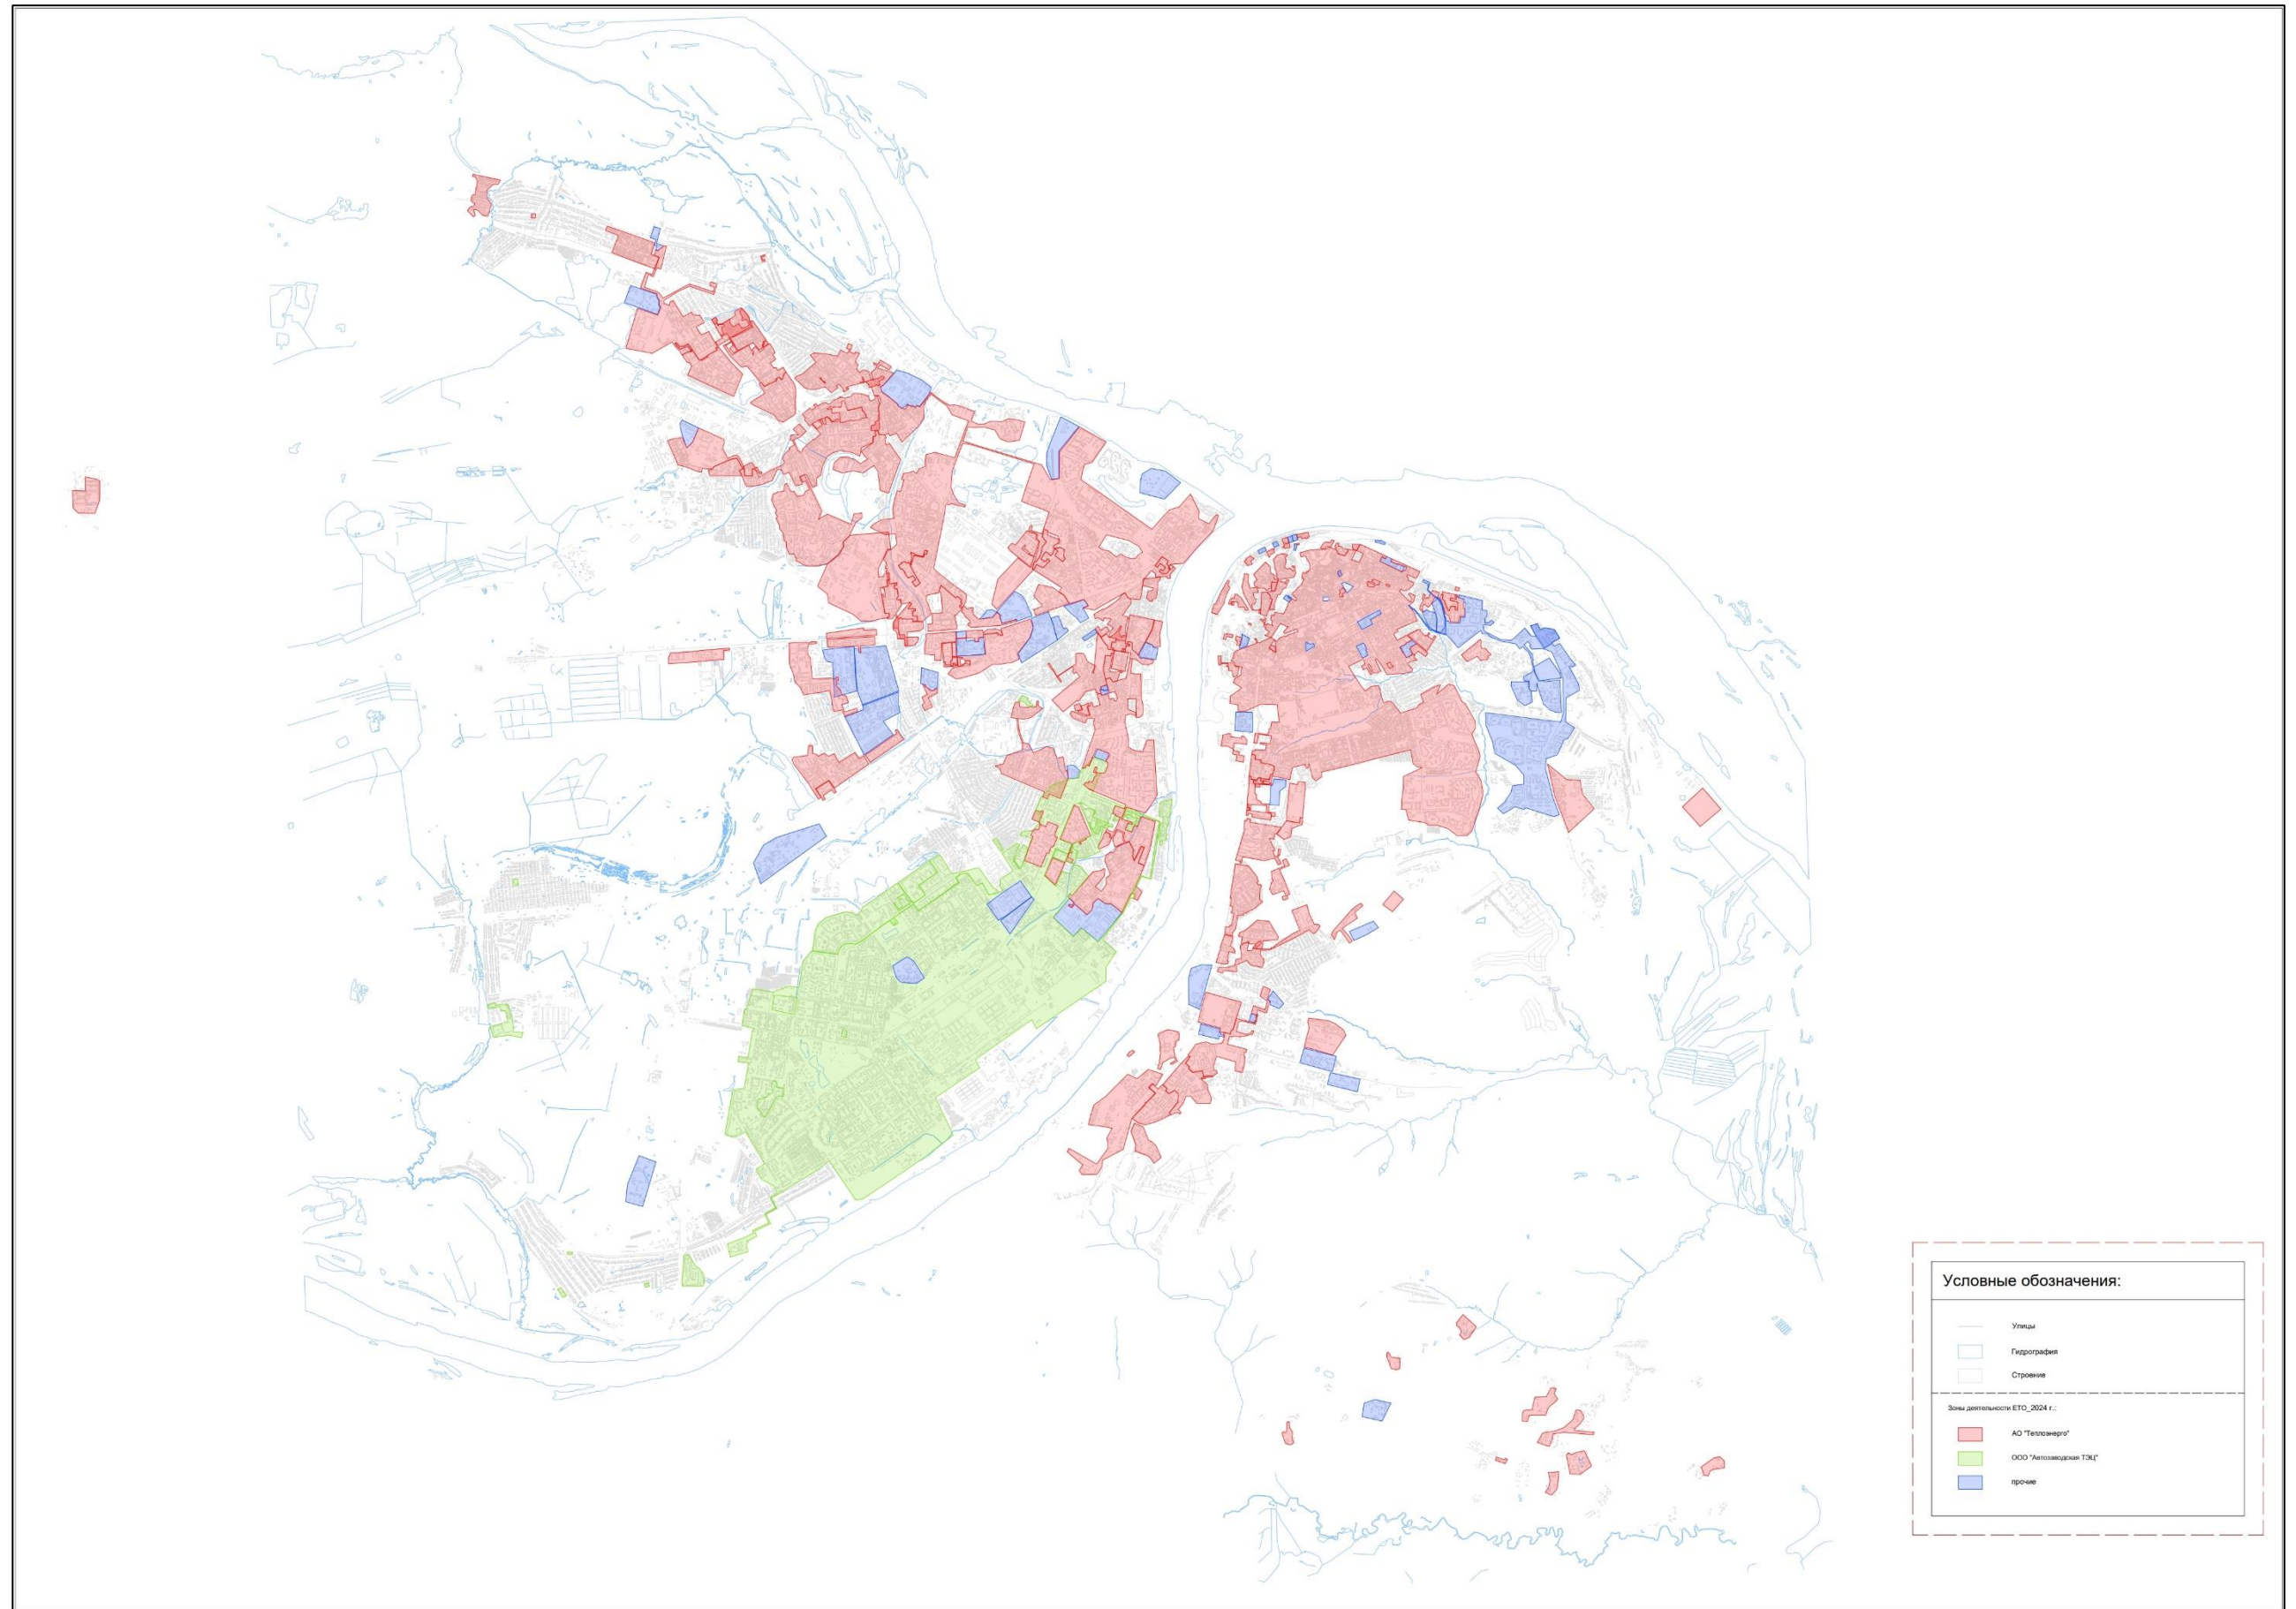 Условные обозначения:
Улицы
Гидрография
Строение
Зоны деятельности ЕТО_2024 г.:
АО "Теплоэнерго"
ООО "Автозаводская ТЭЦ"
прочие